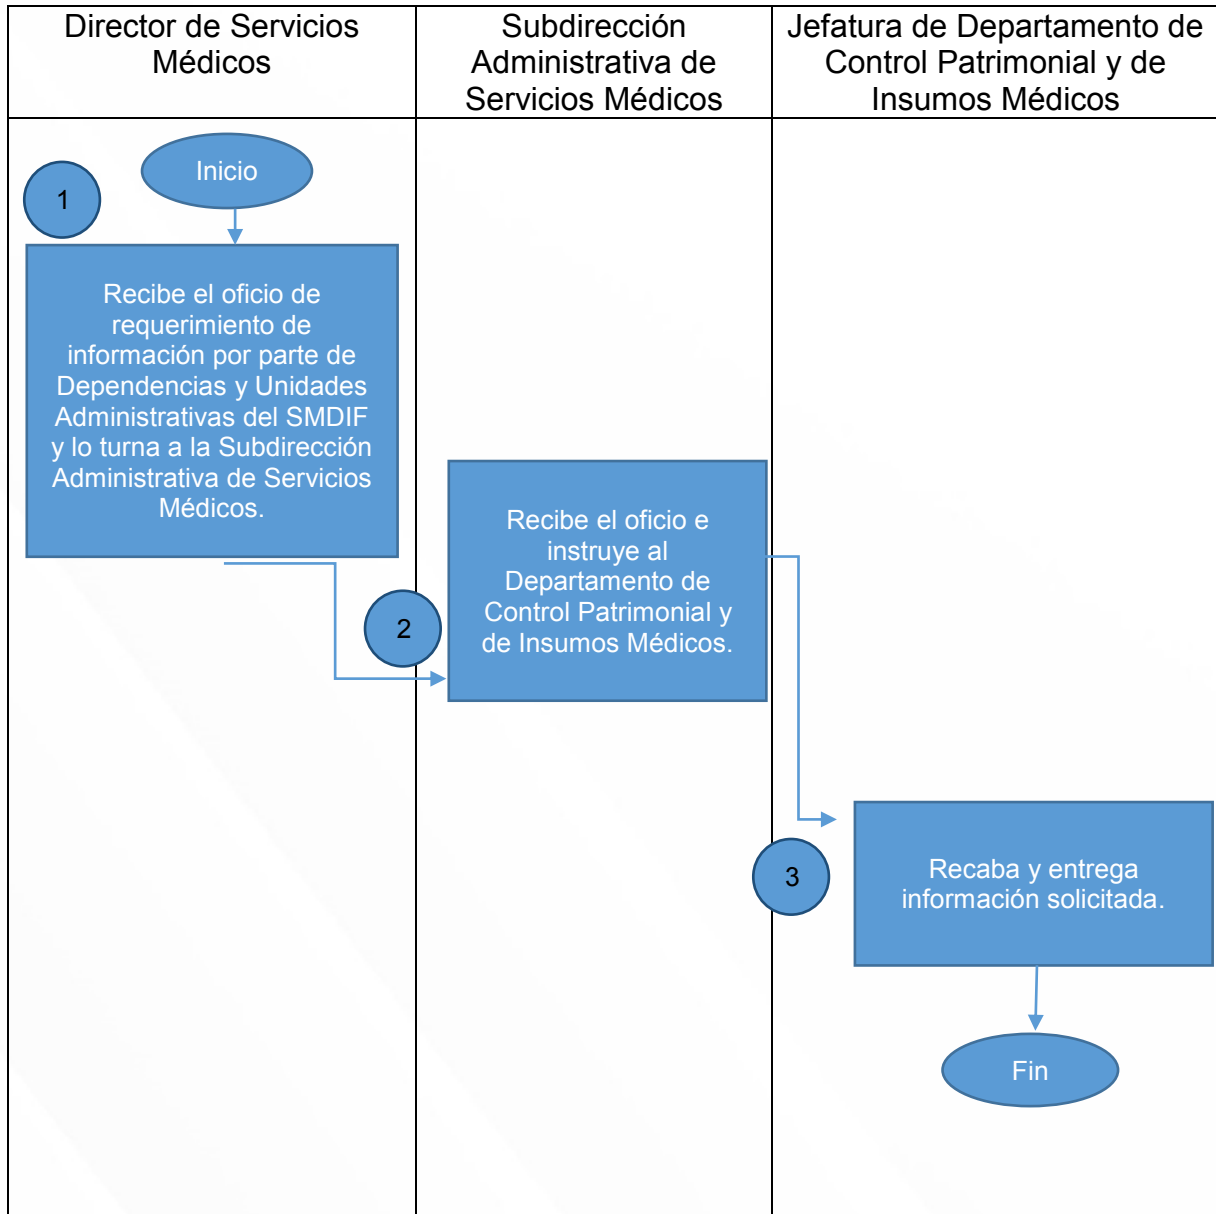 Director de Servicios
Médicos
Subdirección
Administrativa de
Servicios Médicos
Jefatura de Departamento de
Control Patrimonial y de
Insumos Médicos
Inicio
1
Recibe el oficio de
requerimiento de
información por parte de
Dependencias y Unidades
Administrativas del SMDIF
y lo turna a la Subdirección
Administrativa de Servicios
Médicos.
2
Recibe el oficio e
instruye al
Departamento de
Control Patrimonial y
de Insumos Médicos.
3
Recaba y entrega
información solicitada.
Fin